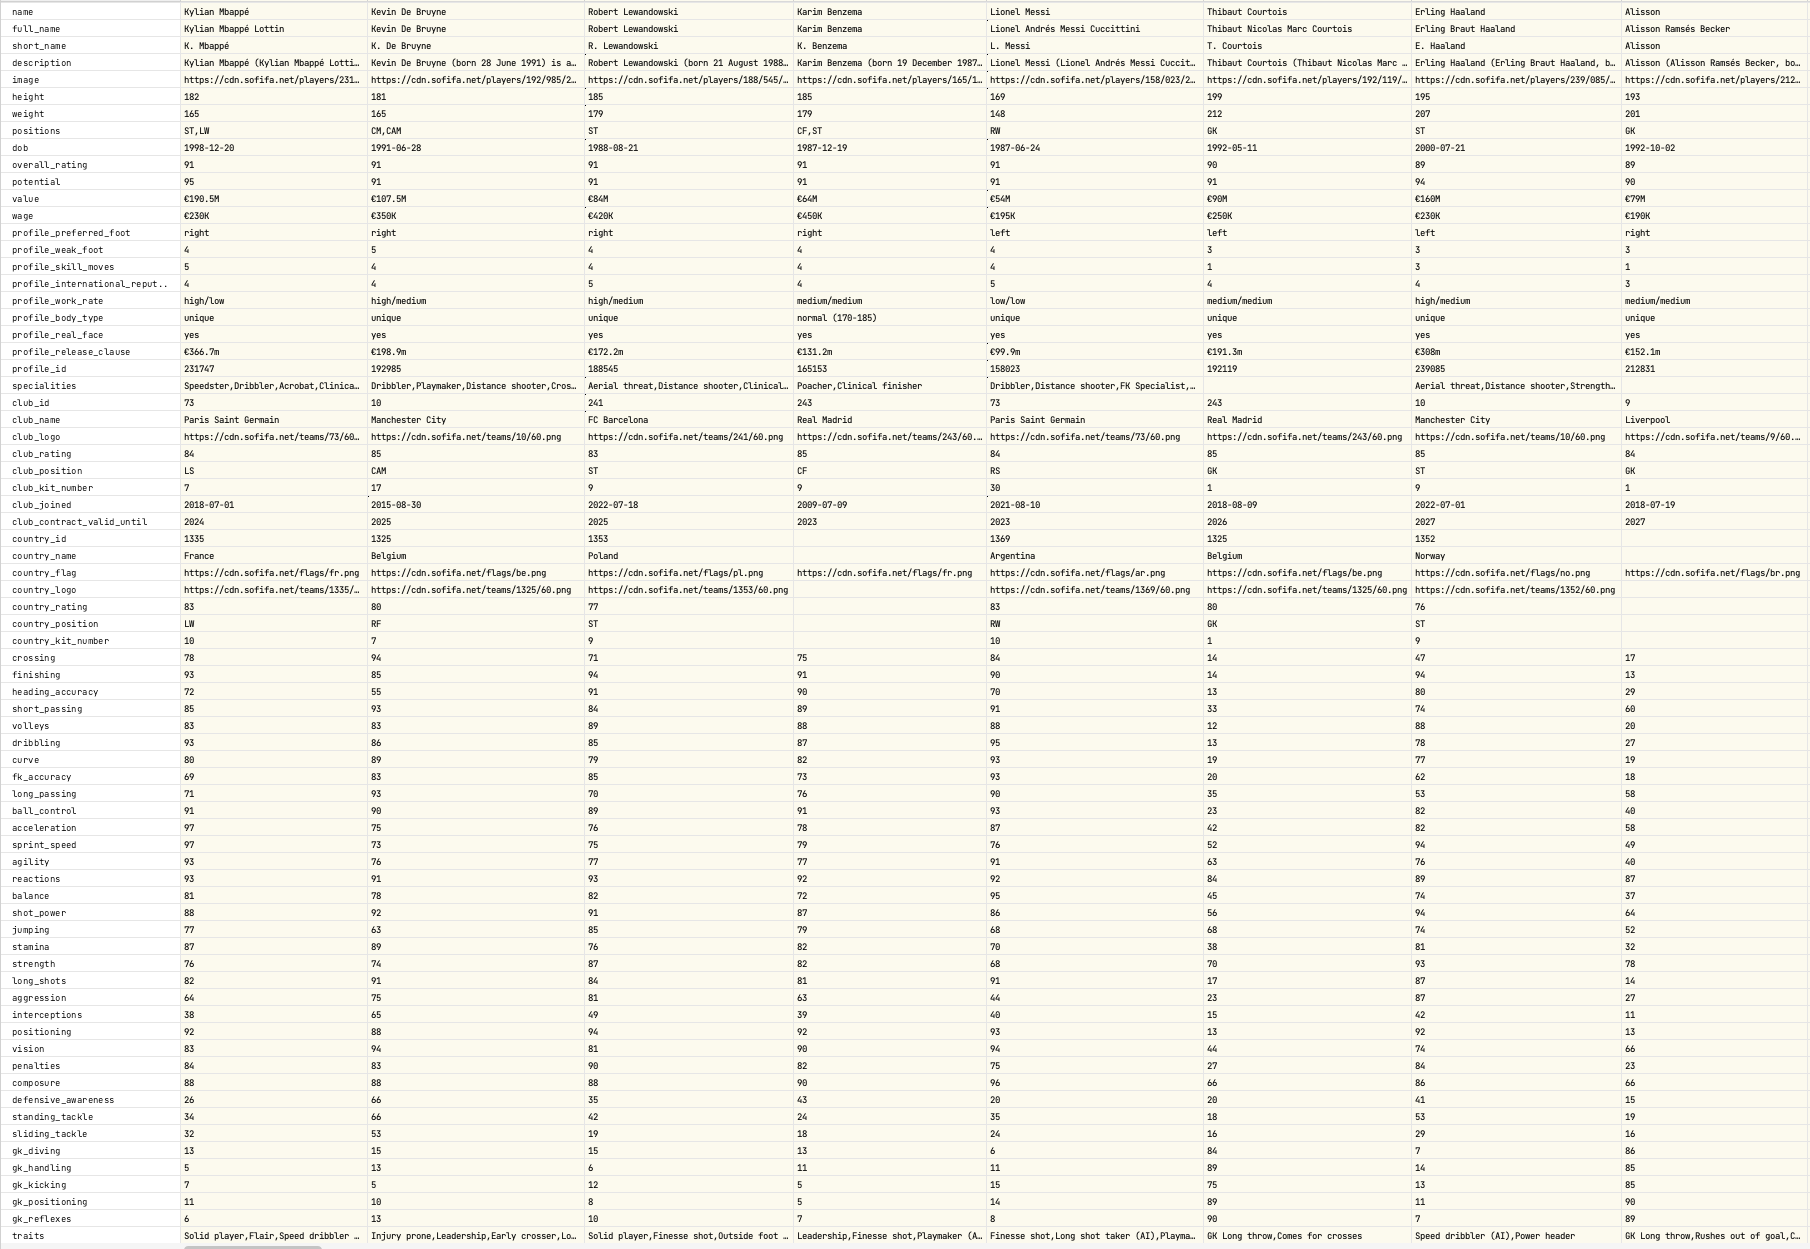 name Kylian Mbappé Kevin De Bruyne Robert Lewandowski Karim Benzema Lionel Messi Thibaut Courtois Erling Haaland Alisson
full_name Kylian Mbappé Lottin Kevin De Bruyne Robert Lewandowski Karim Benzema Lionel Andrés Messi Cuccittini Thibaut Nicolas Marc Courtois Erling Braut Haaland Alisson Ramsés Becker
short_name K. Mbappé K. De Bruyne R. Lewandowski K. Benzema L. Messi T. Courtois E. Haaland Alisson
description Kylian Mbappé (Kylian Mbappé Lotti… Kevin De Bruyne (born 28 June 1991) is a… Robert Lewandowski (born 21 August 1988… Karim Benzema (born 19 December 1987… Lionel Messi (Lionel Andrés Messi Cuccit… Thibaut Courtois (Thibaut Nicolas Marc … Erling Haaland (Erling Braut Haaland, b… Alisson (Alisson Ramsés Becker, bo…
image https://cdn.sofifa.net/players/231… https://cdn.sofifa.net/players/192/985/2… https://cdn.sofifa.net/players/188/545/… https://cdn.sofifa.net/players/165/1… https://cdn.sofifa.net/players/158/023/2… https://cdn.sofifa.net/players/192/119/… https://cdn.sofifa.net/players/239/085/… https://cdn.sofifa.net/players/212…
height 182 181 185 185 169 199 195 193
weight 165 165 179 179 148 212 207 201
positions ST,LW CM,CAM ST CF,ST RW GK ST GK
dob 1998-12-20 1991-06-28 1988-08-21 1987-12-19 1987-06-24 1992-05-11 2000-07-21 1992-10-02
overall_rating 91 91 91 91 91 90 89 89
potential 95 91 91 91 91 91 94 90
value €190.5M €107.5M €84M €64M €54M €90M €160M €79M
wage €230K €350K €420K €450K €195K €250K €230K €190K
profile_preferred_foot right right right right left left left right
profile_weak_foot 4 5 4 4 4 3 3 3
profile_skill_moves 5 4 4 4 4 1 3 1
profile_international_reput.. 4 4 5 4 5 4 4 3
profile_work_rate high/low high/medium high/medium medium/medium low/low medium/medium high/medium medium/medium
profile_body_type unique unique unique normal (170-185) unique unique unique unique
profile_real_face yes yes yes yes yes yes yes yes
profile_release_clause €366.7m €198.9m €172.2m €131.2m €99.9m €191.3m €308m €152.1m
profile_id 231747 192985 188545 165153 158023 192119 239085 212831
specialities Speedster,Dribbler,Acrobat,Clinica… Dribbler,Playmaker,Distance shooter,Cros… Aerial threat,Distance shooter,Clinical… Poacher,Clinical finisher Dribbler,Distance shooter,FK Specialist,… Aerial threat,Distance shooter,Strength…
club_id 73 10 241 243 73 243 10 9
club_name Paris Saint Germain Manchester City FC Barcelona Real Madrid Paris Saint Germain Real Madrid Manchester City Liverpool
club_logo https://cdn.sofifa.net/teams/73/60… https://cdn.sofifa.net/teams/10/60.png https://cdn.sofifa.net/teams/241/60.png https://cdn.sofifa.net/teams/243/60.… https://cdn.sofifa.net/teams/73/60.png https://cdn.sofifa.net/teams/243/60.png https://cdn.sofifa.net/teams/10/60.png https://cdn.sofifa.net/teams/9/60.…
club_rating 84 85 83 85 84 85 85 84
club_position LS CAM ST CF RS GK ST GK
club_kit_number 7 17 9 9 30 1 9 1
club_joined 2018-07-01 2015-08-30 2022-07-18 2009-07-09 2021-08-10 2018-08-09 2022-07-01 2018-07-19
club_contract_valid_until 2024 2025 2025 2023 2023 2026 2027 2027
country_id 1335 1325 1353 1369 1325 1352
country_name France Belgium Poland Argentina Belgium Norway
country_flag https://cdn.sofifa.net/flags/fr.png https://cdn.sofifa.net/flags/be.png https://cdn.sofifa.net/flags/pl.png https://cdn.sofifa.net/flags/fr.png https://cdn.sofifa.net/flags/ar.png https://cdn.sofifa.net/flags/be.png https://cdn.sofifa.net/flags/no.png https://cdn.sofifa.net/flags/br.png
country_logo https://cdn.sofifa.net/teams/1335/… https://cdn.sofifa.net/teams/1325/60.png https://cdn.sofifa.net/teams/1353/60.png https://cdn.sofifa.net/teams/1369/60.png https://cdn.sofifa.net/teams/1325/60.png https://cdn.sofifa.net/teams/1352/60.png
country_rating 83 80 77 83 80 76
country_position LW RF ST RW GK ST
country_kit_number 10 7 9 10 1 9
crossing 78 94 71 75 84 14 47 17
finishing 93 85 94 91 90 14 94 13
heading_accuracy 72 55 91 90 70 13 80 29
short_passing 85 93 84 89 91 33 74 60
volleys 83 83 89 88 88 12 88 20
dribbling 93 86 85 87 95 13 78 27
curve 80 89 79 82 93 19 77 19
fk_accuracy 69 83 85 73 93 20 62 18
long_passing 71 93 70 76 90 35 53 58
ball_control 91 90 89 91 93 23 82 40
acceleration 97 75 76 78 87 42 82 58
sprint_speed 97 73 75 79 76 52 94 49
agility 93 76 77 77 91 63 76 40
reactions 93 91 93 92 92 84 89 87
balance 81 78 82 72 95 45 74 37
shot_power 88 92 91 87 86 56 94 64
jumping 77 63 85 79 68 68 74 52
stamina 87 89 76 82 70 38 81 32
strength 76 74 87 82 68 70 93 78
long_shots 82 91 84 81 91 17 87 14
aggression 64 75 81 63 44 23 87 27
interceptions 38 65 49 39 40 15 42 11
positioning 92 88 94 92 93 13 92 13
vision 83 94 81 90 94 44 74 66
penalties 84 83 90 82 75 27 84 23
composure 88 88 88 90 96 66 86 66
defensive_awareness 26 66 35 43 20 20 41 15
standing_tackle 34 66 42 24 35 18 53 19
sliding_tackle 32 53 19 18 24 16 29 16
gk_diving 13 15 15 13 6 84 7 86
gk_handling 5 13 6 11 11 89 14 85
gk_kicking 7 5 12 5 15 75 13 85
gk_positioning 11 10 8 5 14 89 11 90
gk_reflexes 6 13 10 7 8 90 7 89
traits Solid player,Flair,Speed dribbler … Injury prone,Leadership,Early crosser,Lo… Solid player,Finesse shot,Outside foot … Leadership,Finesse shot,Playmaker (A… Finesse shot,Long shot taker (AI),Playma… GK Long throw,Comes for crosses Speed dribbler (AI),Power header GK Long throw,Rushes out of goal,C…